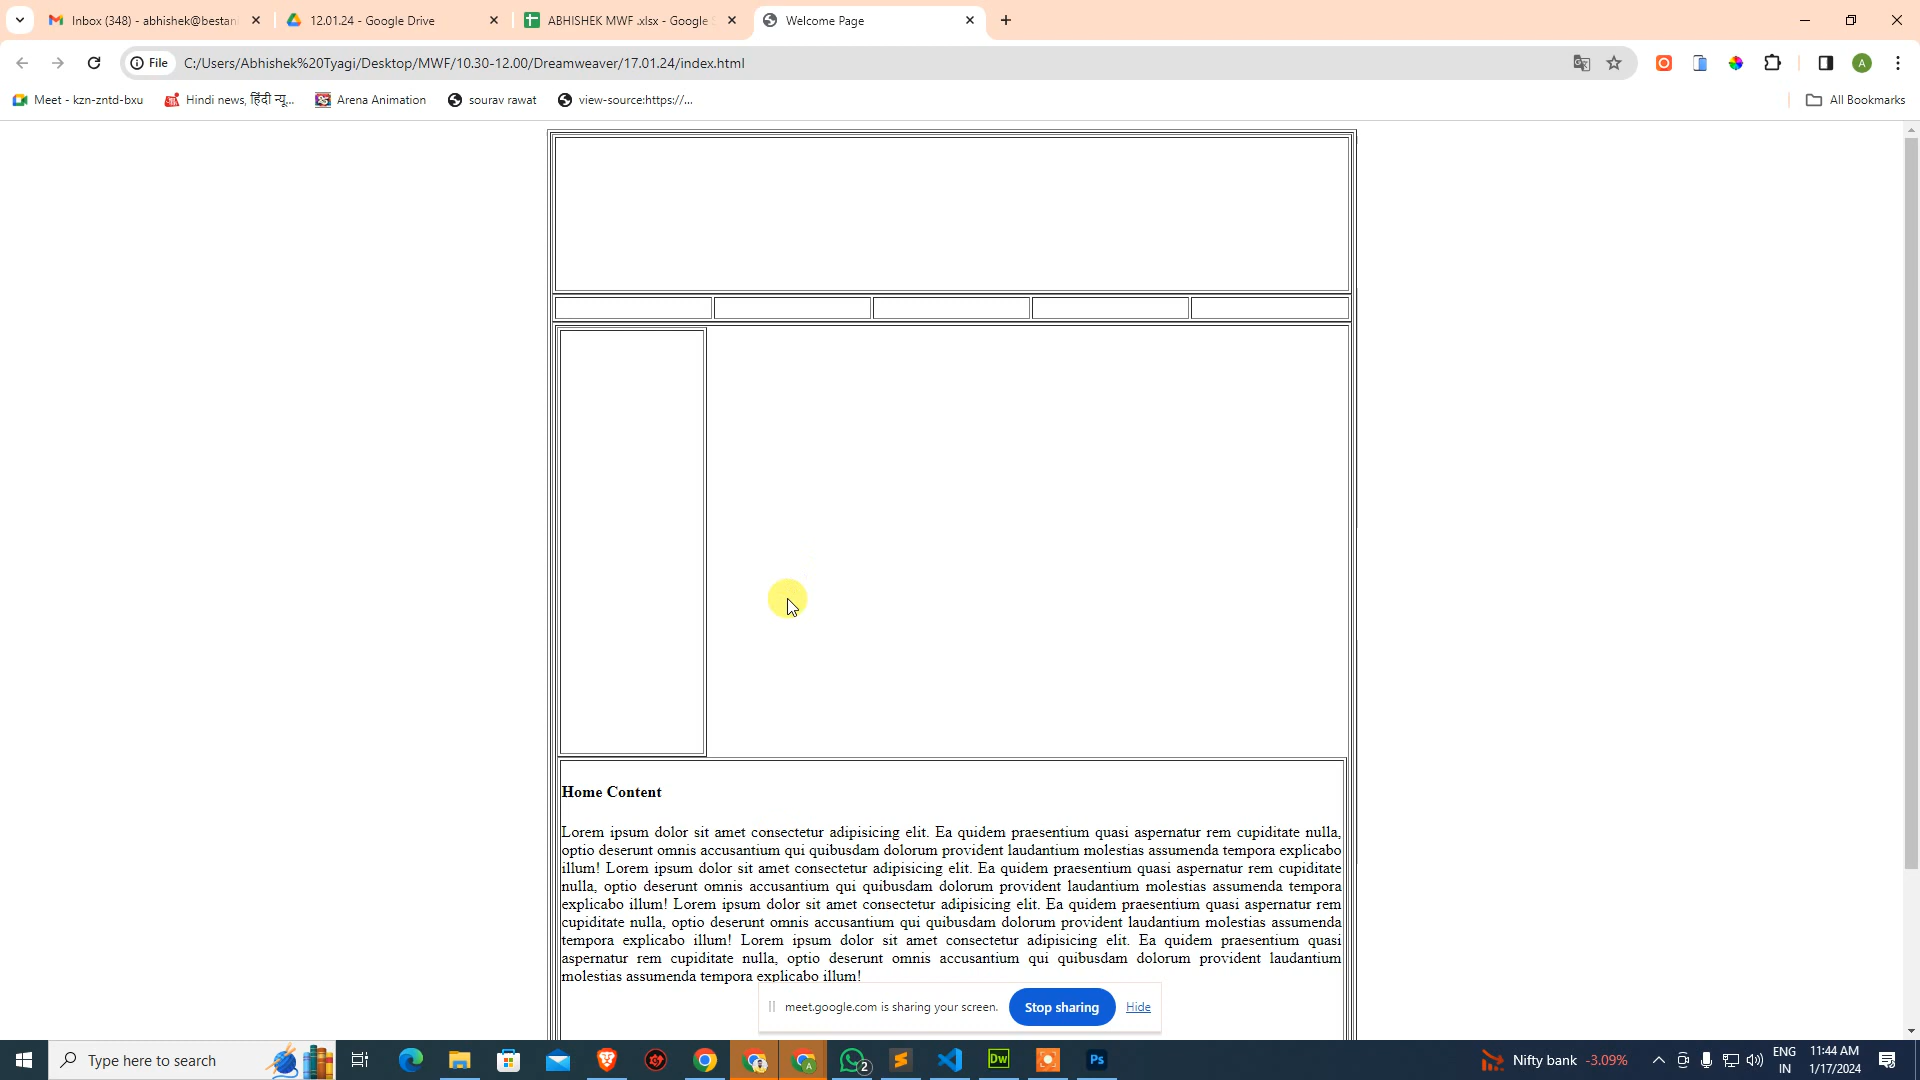 Inbox (348) - abhishek@bestan
12.01.24 - Google Drive
ABHISHEK MWF .xlsx - Google S
Welcome Page
File
C:/Users/Abhishek%20Tyagi/Desktop/MWF/10.30-12.00/Dreamweaver/17.01.24/index.html
A
Meet - kzn-zntd-bxu
Hindi news, हिंदी न्यू...
Arena Animation
sourav rawat
view-source:https://...
All Bookmarks
Home Content
Lorem ipsum dolor sit amet consectetur adipisicing elit. Ea quidem praesentium quasi aspernatur rem cupiditate nulla,
optio deserunt omnis accusantium qui quibusdam dolorum provident laudantium molestias assumenda tempora explicabo
illum! Lorem ipsum dolor sit amet consectetur adipisicing elit. Ea quidem praesentium quasi aspernatur rem cupiditate
nulla, optio deserunt omnis accusantium qui quibusdam dolorum provident laudantium molestias assumenda tempora
explicabo illum! Lorem ipsum dolor sit amet consectetur adipisicing elit. Ea quidem praesentium quasi aspernatur rem
cupiditate nulla, optio deserunt omnis accusantium qui quibusdam dolorum provident laudantium molestias assumenda
tempora explicabo illum! Lorem ipsum dolor sit amet consectetur adipisicing elit. Ea quidem praesentium quasi
aspernatur rem cupiditate nulla, optio deserunt omnis accusantium qui quibusdam dolorum provident laudantium
molestias assumenda tempora explicabo illum!
meet.google.com is sharing your screen.
Stop sharing
Hide
Type here to search
2
Dw
Ps
Nifty bank -3.09%
ENG
IN
11:44 AM
1/17/2024